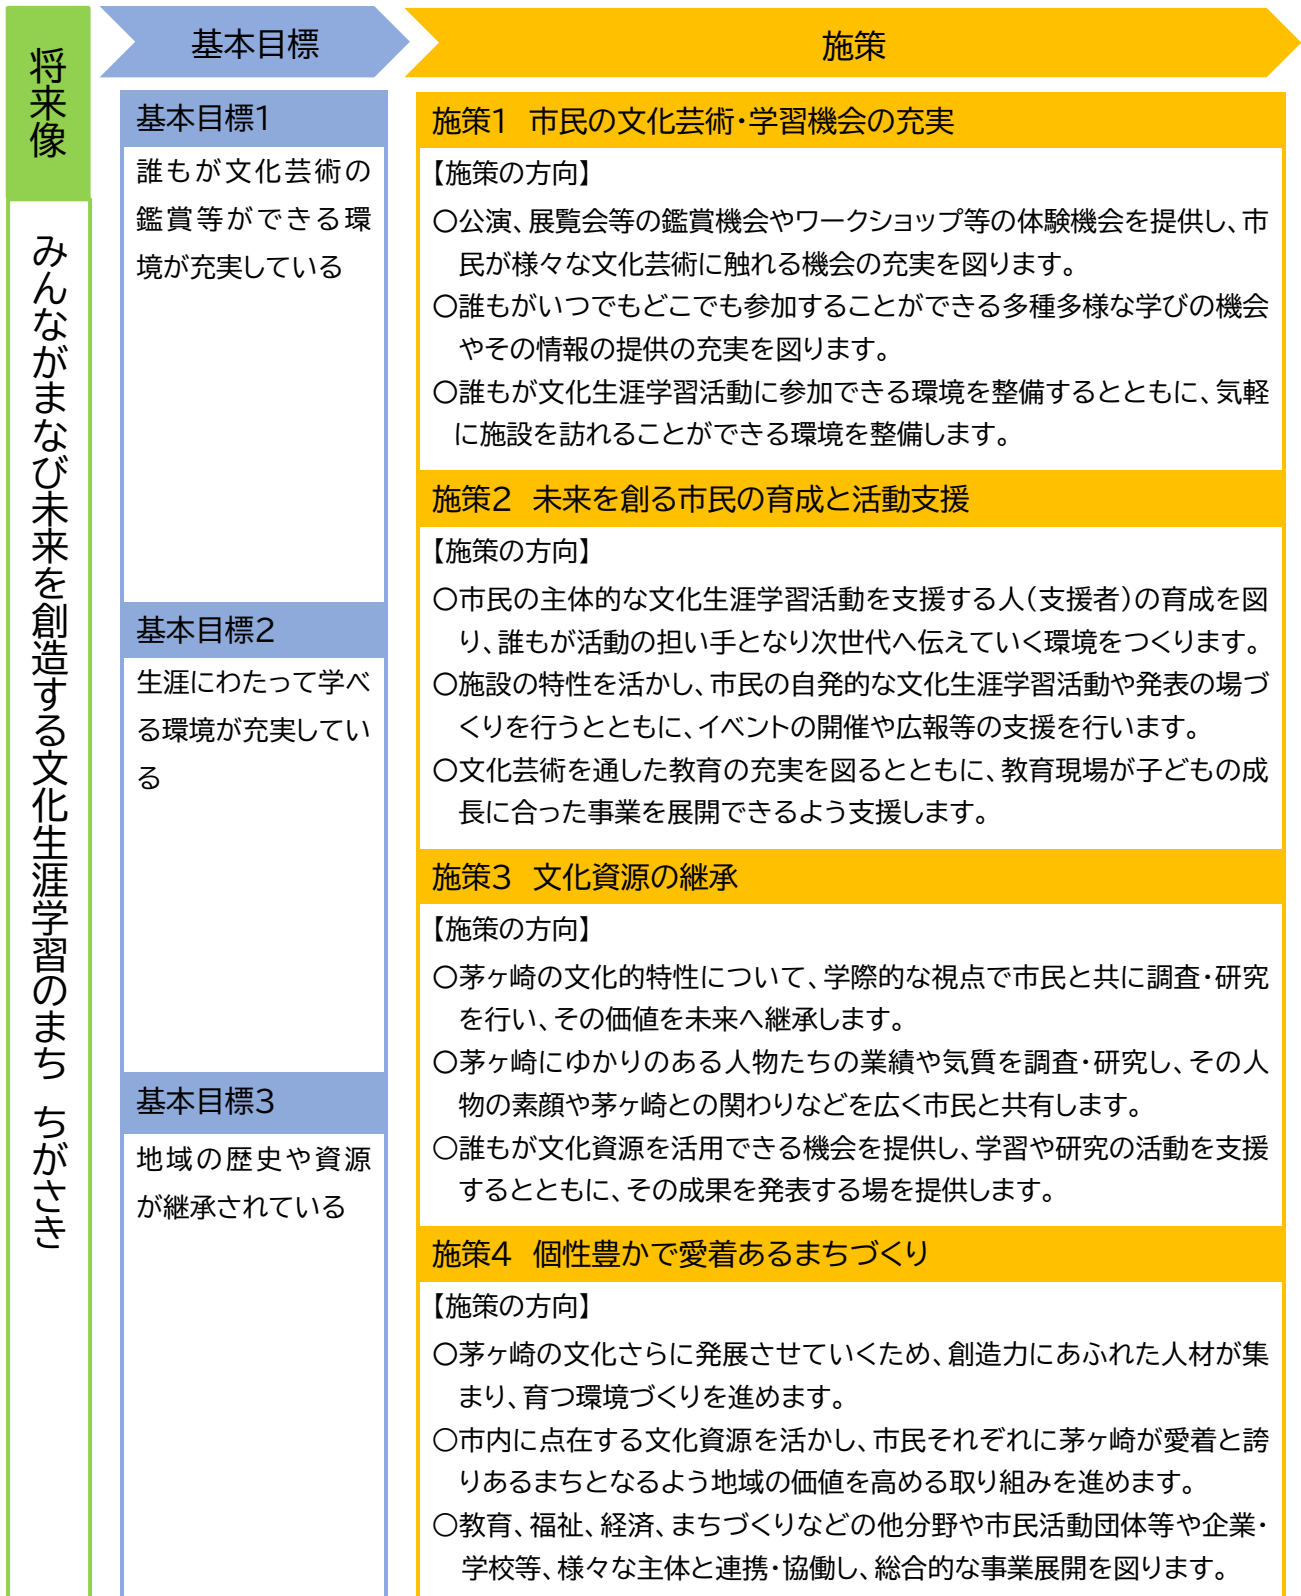 将来像
みんながまなび未来を創造する文化生涯学習のまち ちがさき
基本目標
基本目標1
誰もが文化芸術の
鑑賞等ができる環
境が充実している
基本目標2
生涯にわたって学べ
る環境が充実してい
る
基本目標3
地域の歴史や資源
が継承されている
施策
施策1 市民の文化芸術・学習機会の充実
【施策の方向】
〇公演、展覧会等の鑑賞機会やワークショップ等の体験機会を提供し、市
民が様々な文化芸術に触れる機会の充実を図ります。
〇誰もがいつでもどこでも参加することができる多種多様な学びの機会
やその情報の提供の充実を図ります。
〇誰もが文化生涯学習活動に参加できる環境を整備するとともに、気軽
に施設を訪れることができる環境を整備します。
施策2 未来を創る市民の育成と活動支援
【施策の方向】
〇市民の主体的な文化生涯学習活動を支援する人(支援者)の育成を図
り、誰もが活動の担い手となり次世代へ伝えていく環境をつくります。
〇施設の特性を活かし、市民の自発的な文化生涯学習活動や発表の場づ
くりを行うとともに、イベントの開催や広報等の支援を行います。
〇文化芸術を通した教育の充実を図るとともに、教育現場が子どもの成
長に合った事業を展開できるよう支援します。
施策3 文化資源の継承
【施策の方向】
〇茅ヶ崎の文化的特性について、学際的な視点で市民と共に調査・研究
を行い、その価値を未来へ継承します。
〇茅ヶ崎にゆかりのある人物たちの業績や気質を調査・研究し、その人
物の素顔や茅ヶ崎との関わりなどを広く市民と共有します。
〇誰もが文化資源を活用できる機会を提供し、学習や研究の活動を支援
するとともに、その成果を発表する場を提供します。
施策4 個性豊かで愛着あるまちづくり
【施策の方向】
〇茅ヶ崎の文化さらに発展させていくため、創造力にあふれた人材が集
まり、育つ環境づくりを進めます。
〇市内に点在する文化資源を活かし、市民それぞれに茅ヶ崎が愛着と誇
りあるまちとなるよう地域の価値を高める取り組みを進めます。
〇教育、福祉、経済、まちづくりなどの他分野や市民活動団体等や企業・
学校等、様々な主体と連携・協働し、総合的な事業展開を図ります。